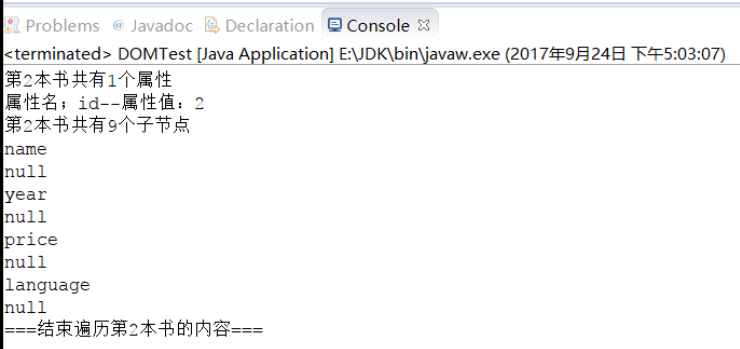 Problems @ Javadoc Declaration Console
<terminated> DOMTest [Java Application] E:\JDK\bin\javaw.exe (2017年9月24日 下午5:03:07)
第2本书共有1个属性
属性名；id--属性值：2
第2本书共有9个子节点
name
null
year
null
price
null
language
null
===结束遍历第2本书的内容===